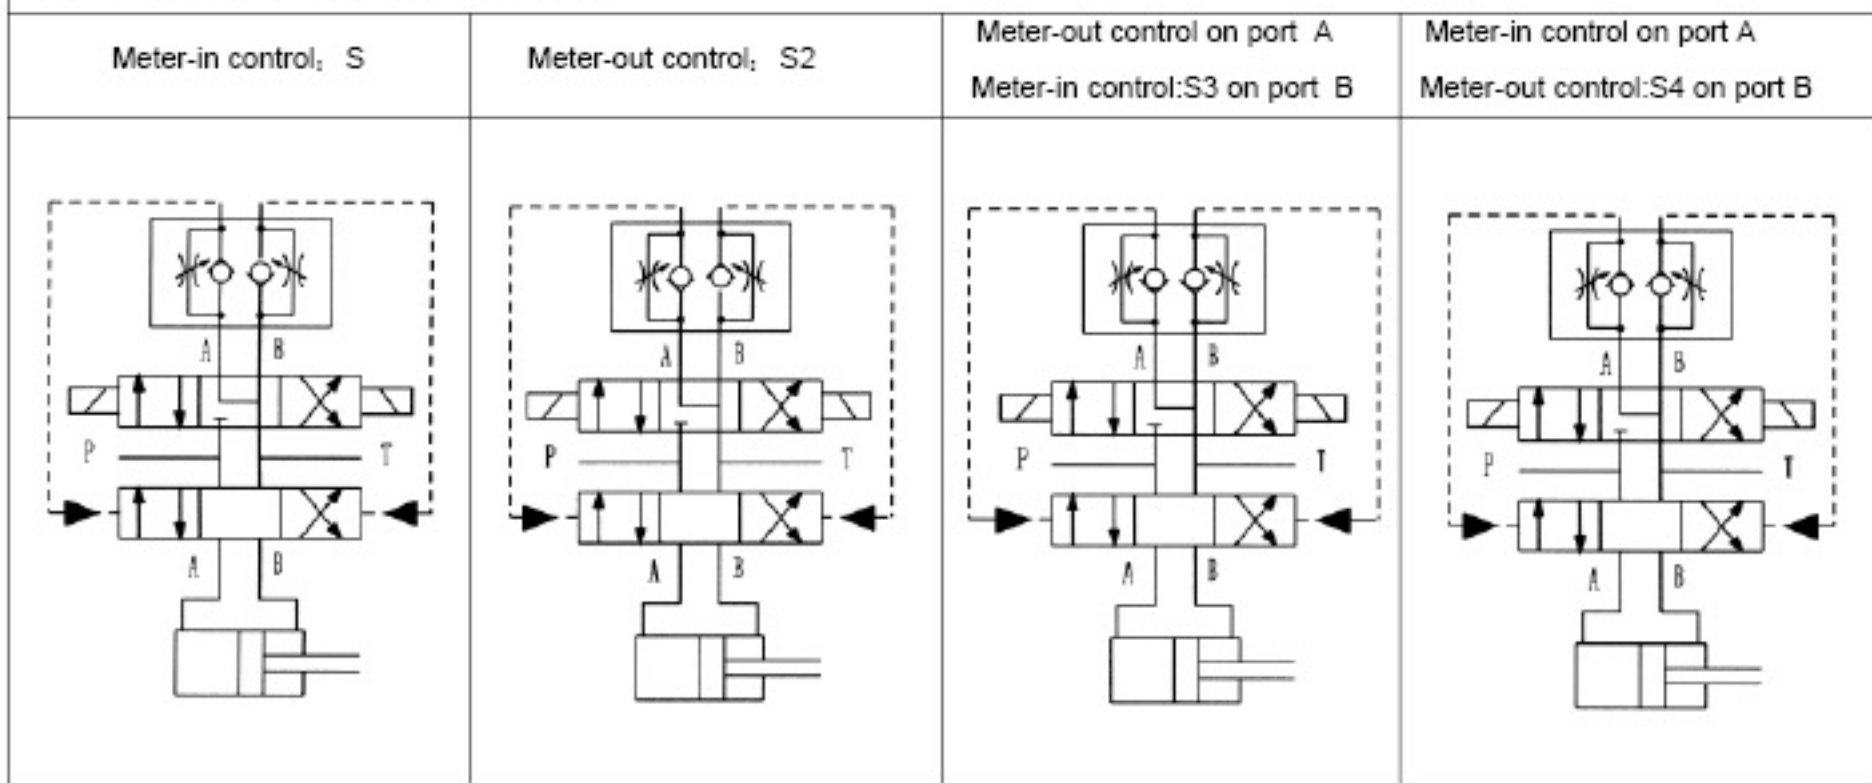 Meter-in control： S
Meter-out control： S2
Meter-out control on port A
Meter-in control:S3 on port B
Meter-in control on port A
Meter-out control:S4 on port B
A B
P T
A B
A B
P T
A B
A B
P T
A B
A B
P T
A B